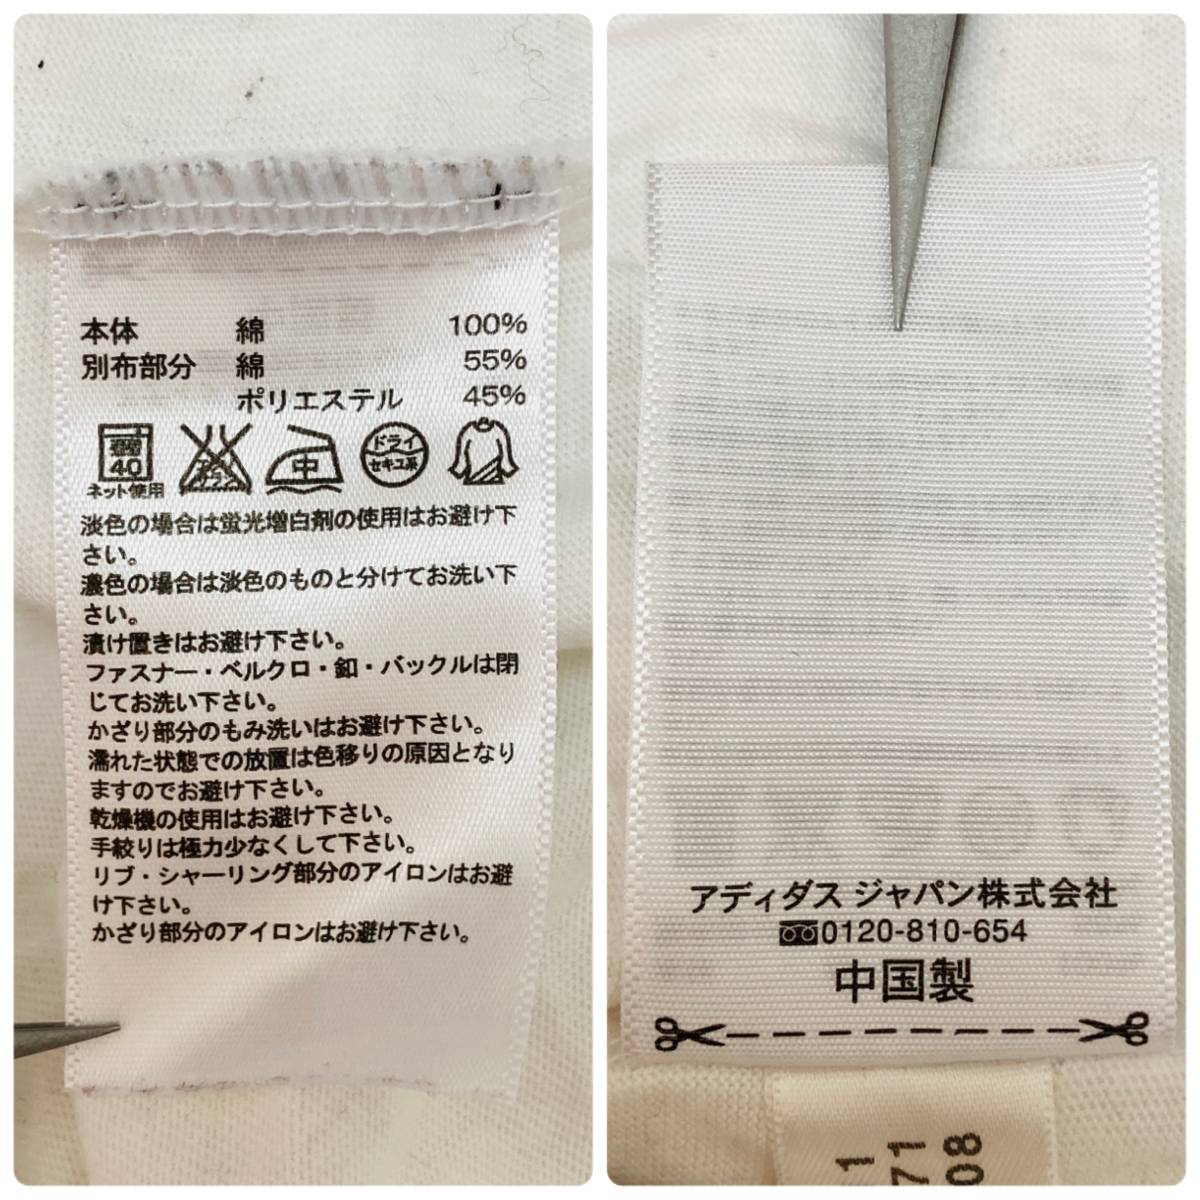 本体 綿 100%
別布部分 綿 55%
ポリエステル 45%
40 中 ドライ
セキユ系
ネット使用
淡色の場合は蛍光増白剤の使用はお避け下
さい。
濃色の場合は淡色のものと分けてお洗い下
さい。
漬け置きはお避け下さい。
ファスナー・ベルクロ・釦・バックルは閉
じてお洗い下さい。
かざり部分のもみ洗いはお避け下さい。
濡れた状態での放置は色移りの原因となり
ますのでお避け下さい。
乾燥機の使用はお避け下さい。
手絞りは極力少なくして下さい。
リブ・シャーリング部分のアイロンはお避
け下さい。
かざり部分のアイロンはお避け下さい。
アディダス ジャパン株式会社
0120-810-654
中国製
1
71
08